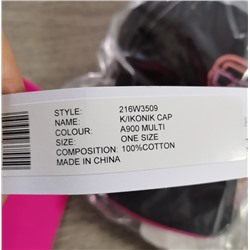 STYLE: 216W3509
NAME: K/IKONIK CAP
COLOUR: A900 MULTI
SIZE: ONE SIZE
COMPOSITION: 100%COTTON
MADE IN CHINA